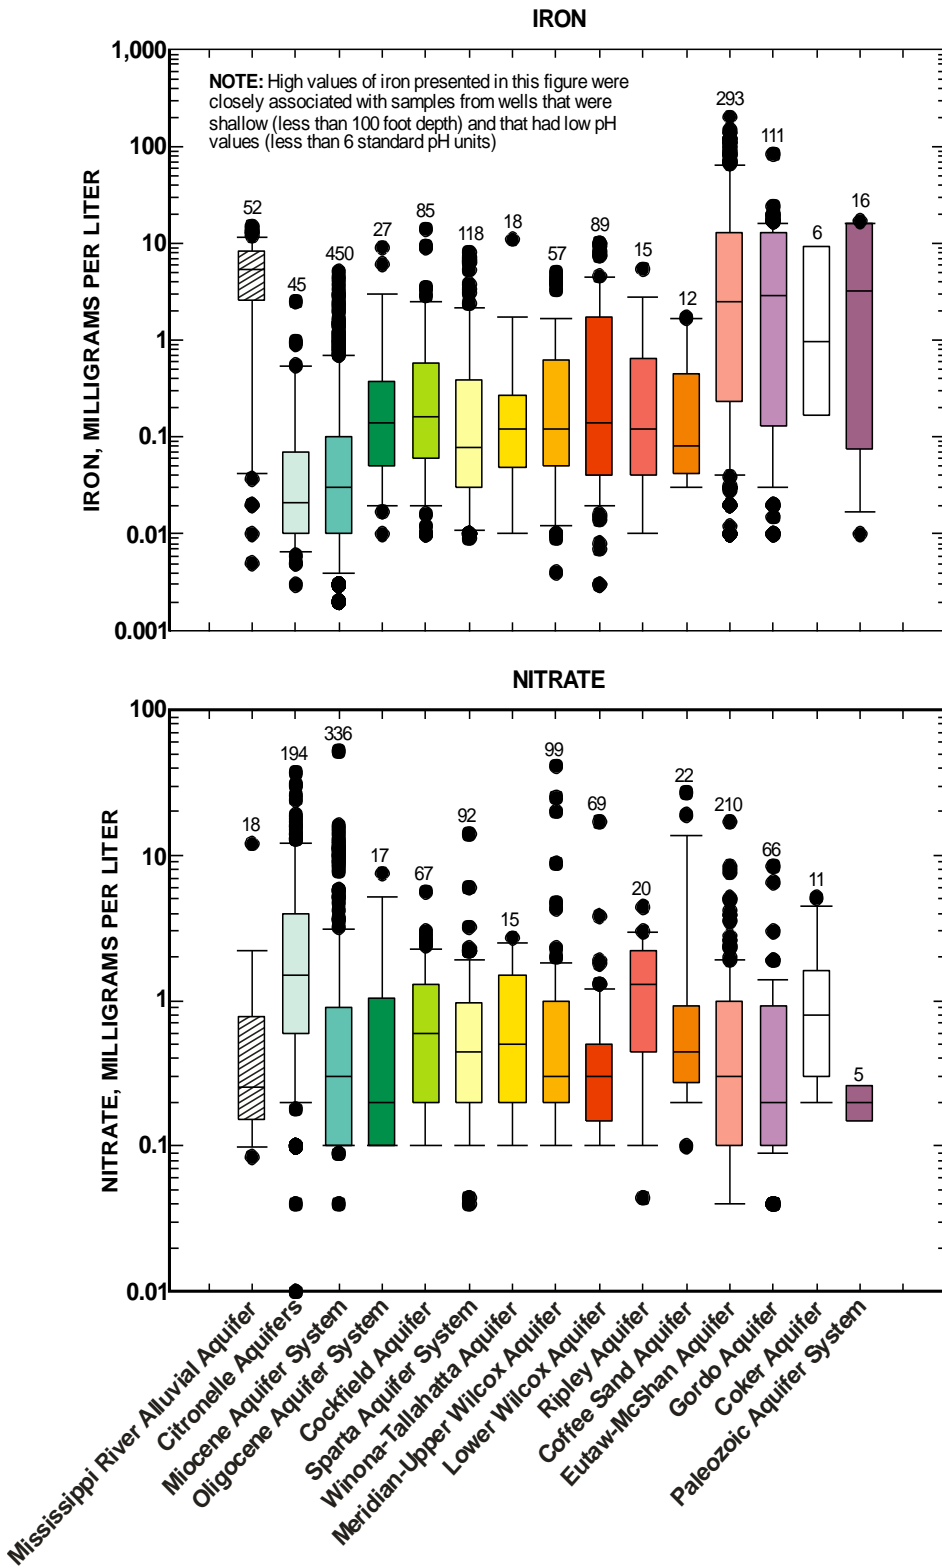 IRON
1,000
NOTE: High values of iron presented in this figure were
closely associated with samples from wells that were
shallow (less than 100 foot depth) and that had low pH
values (less than 6 standard pH units)
100
10
1
0.1
0.01
0.001
IRON, MILLIGRAMS PER LITER
52
45
450
27
85
118
18
57
89
15
12
293
111
6
16
NITRATE
100
10
1
0.1
0.01
NITRATE, MILLIGRAMS PER LITER
18
194
336
17
67
92
15
99
69
20
22
210
66
11
5
Mississippi River Alluvial Aquifer
Citronelle Aquifers
Miocene Aquifer System
Oligocene Aquifer System
Cockfield Aquifer
Sparta Aquifer System
Winona-Tallahatta Aquifer
Meridian-Upper Wilcox Aquifer
Lower Wilcox Aquifer
Ripley Aquifer
Coffee Sand Aquifer
Eutaw-McShan Aquifer
Gordo Aquifer
Coker Aquifer
Paleozoic Aquifer System